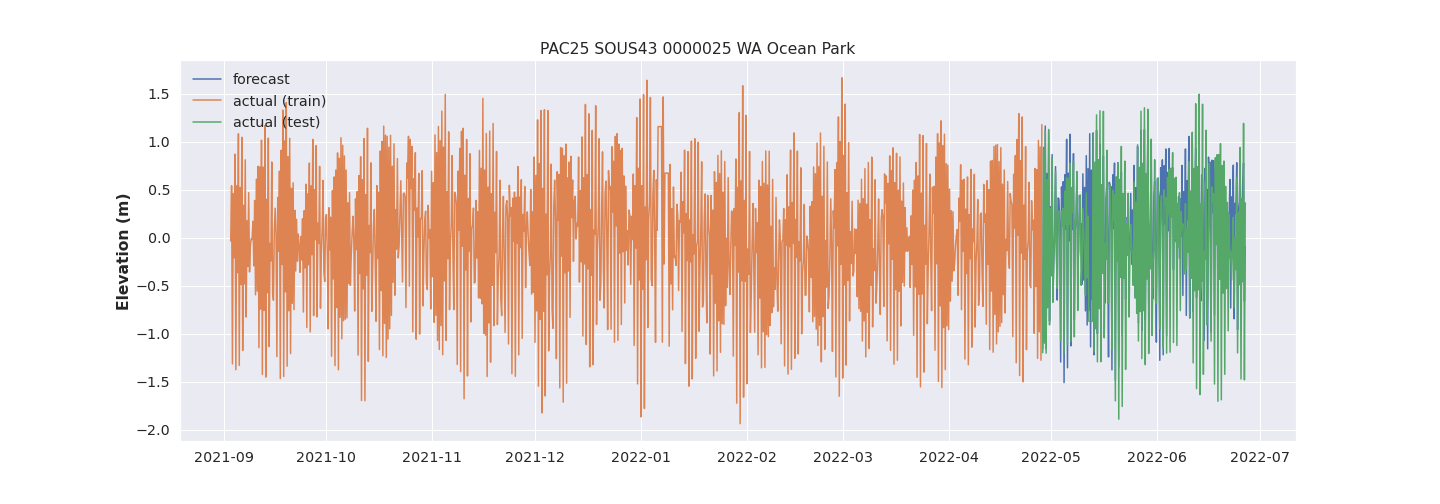 PAC25 SOUS43 0000025 WA Ocean Park
forecast
actual (train)
actual (test)
Elevation (m)
1.5
1.0
0.5
0.0
−0.5
−1.0
−1.5
−2.0
2021-09 2021-10 2021-11 2021-12 2022-01 2022-02 2022-03 2022-04 2022-05 2022-06 2022-07